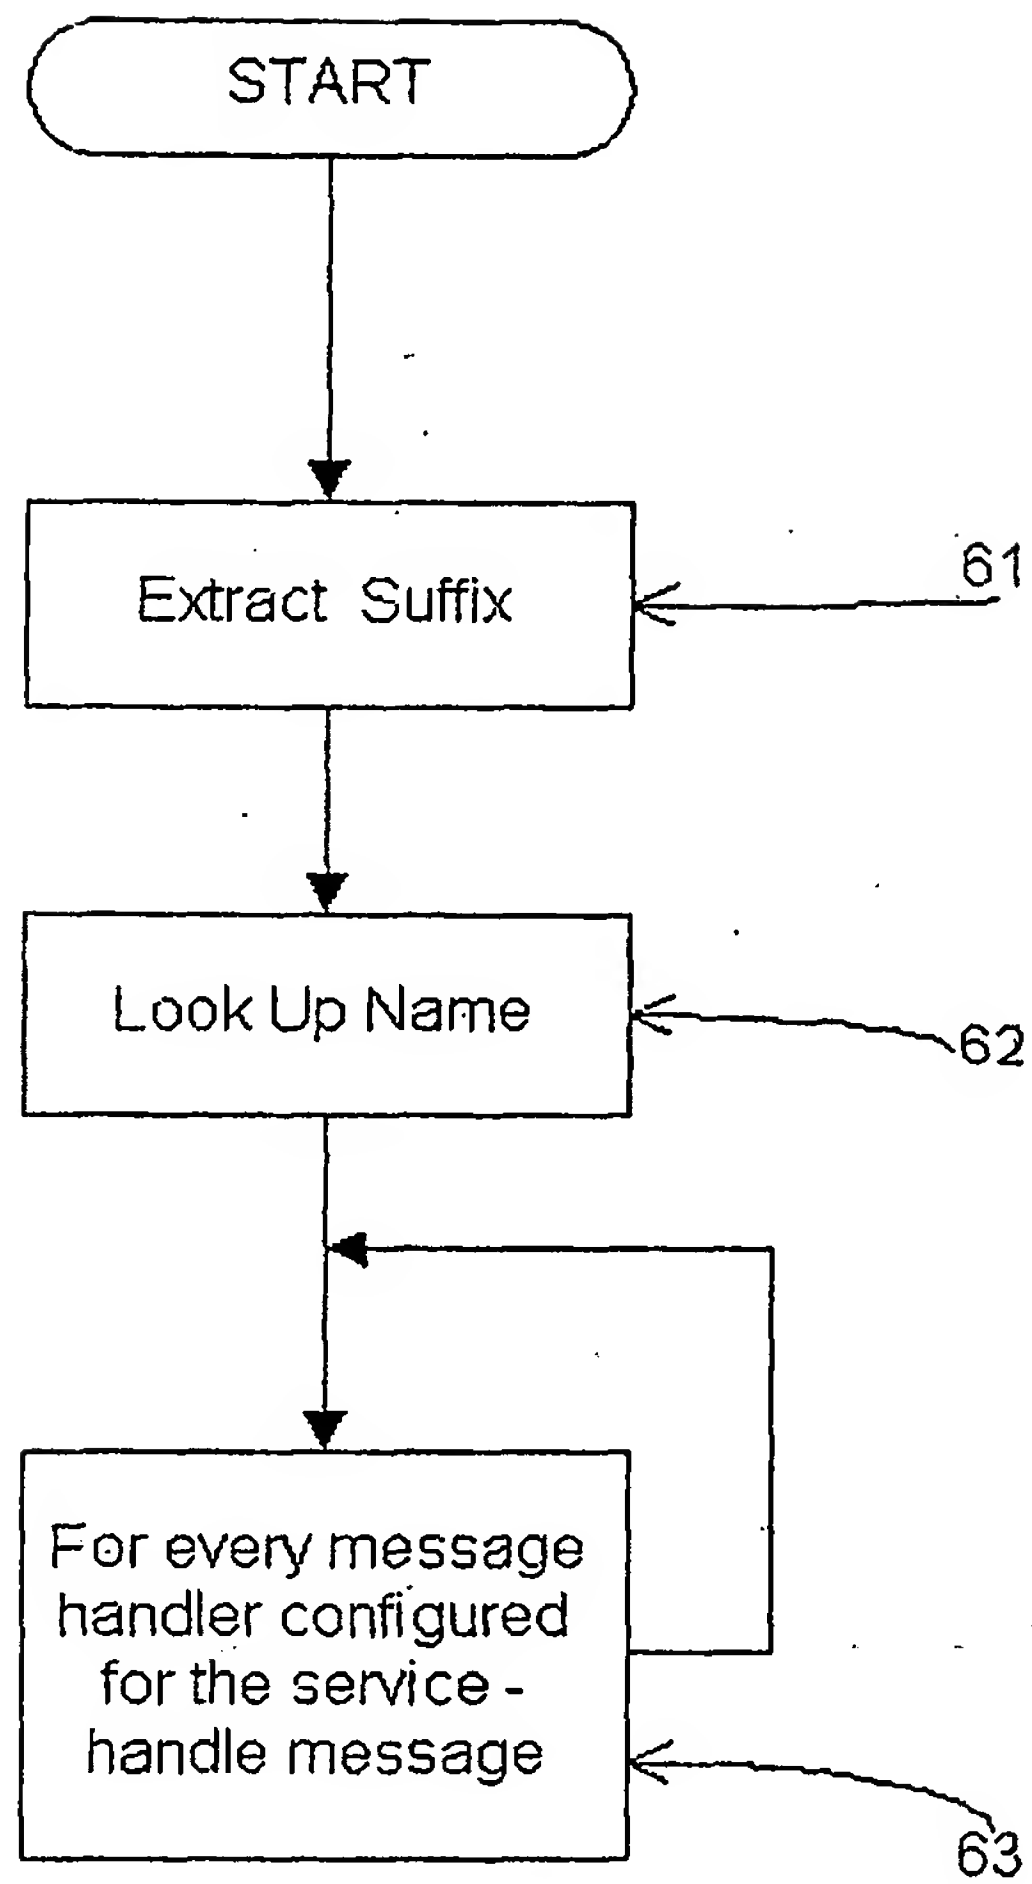 START
Extract Suffix
61
Look Up Name
62
For every message
handler configured
for the service -
handle message
63